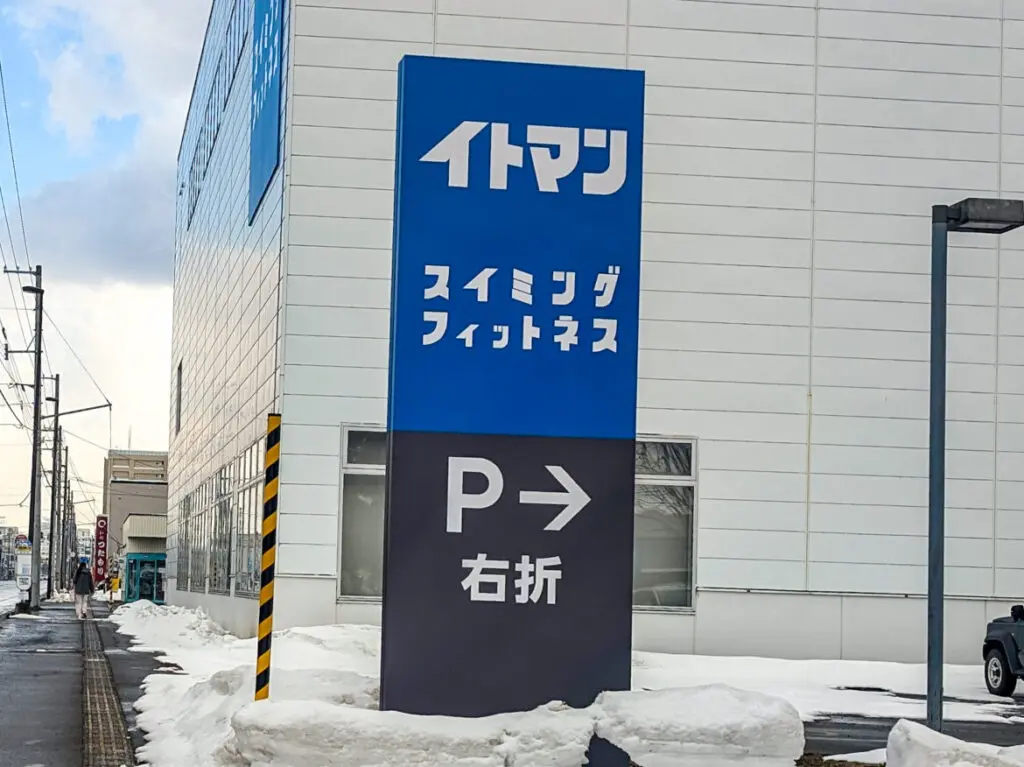 イトマン
スイミング
フィットネス
P→
右折